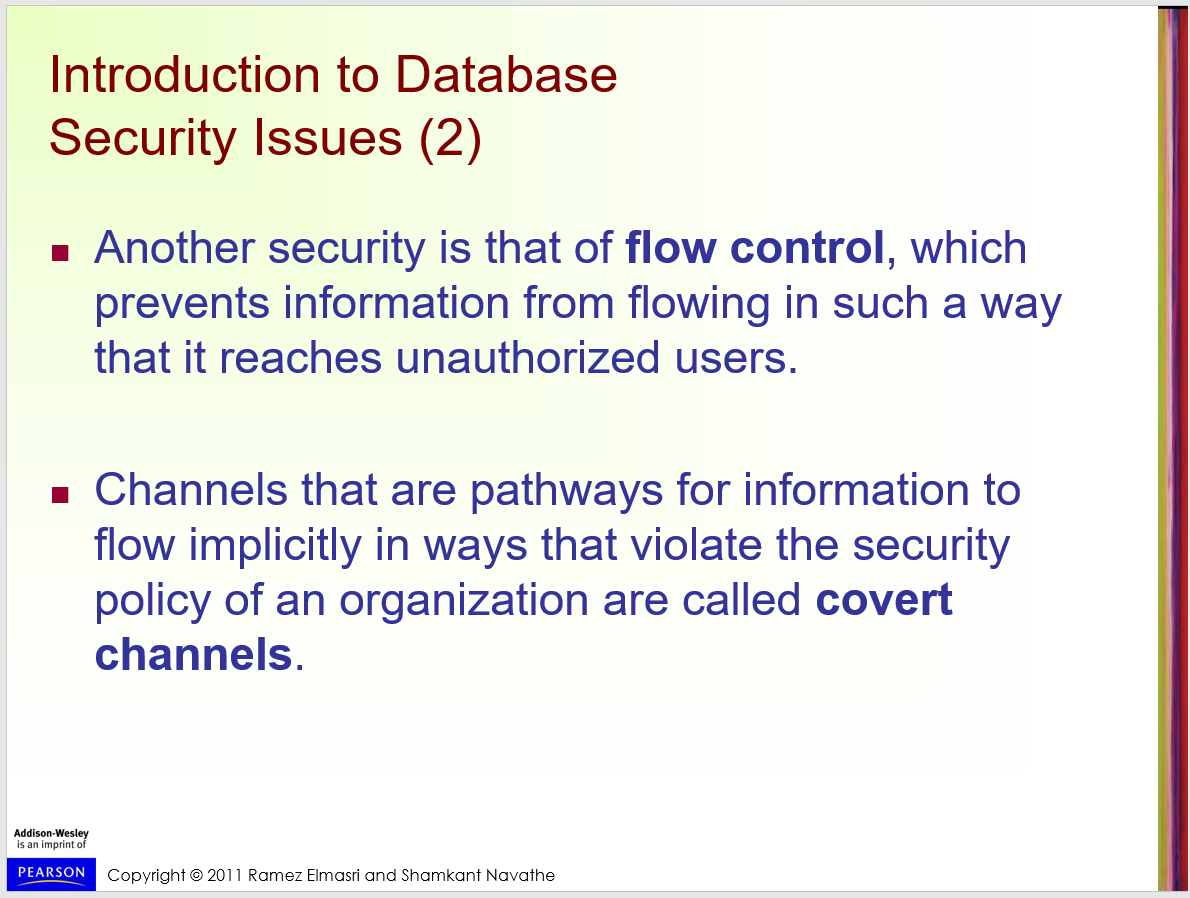 Introduction to Database
Security Issues (2)
Another security is that of flow control, which
prevents information from flowing in such a way
that it reaches unauthorized users.
Channels that are pathways for information to
flow implicitly in ways that violate the security
policy of an organization are called covert
channels.
Addison-Wesley
is an imprint of
PEARSON
Copyright © 2011 Ramez Elmasri and Shamkant Navathe